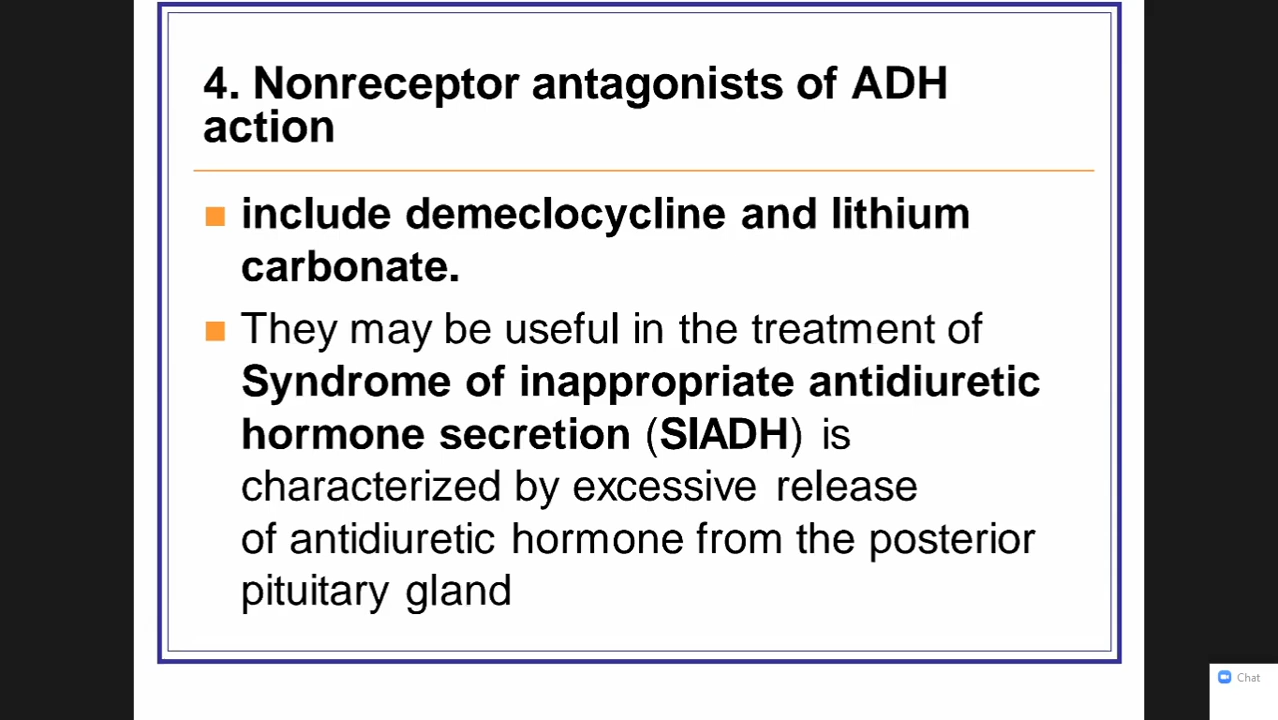 4. Nonreceptor antagonists of ADH
action
include demeclocycline and lithium
carbonate.
They may be useful in the treatment of
Syndrome of inappropriate antidiuretic
hormone secretion (SIADH) is
characterized by excessive release
of antidiuretic hormone from the posterior
pituitary gland
Chat